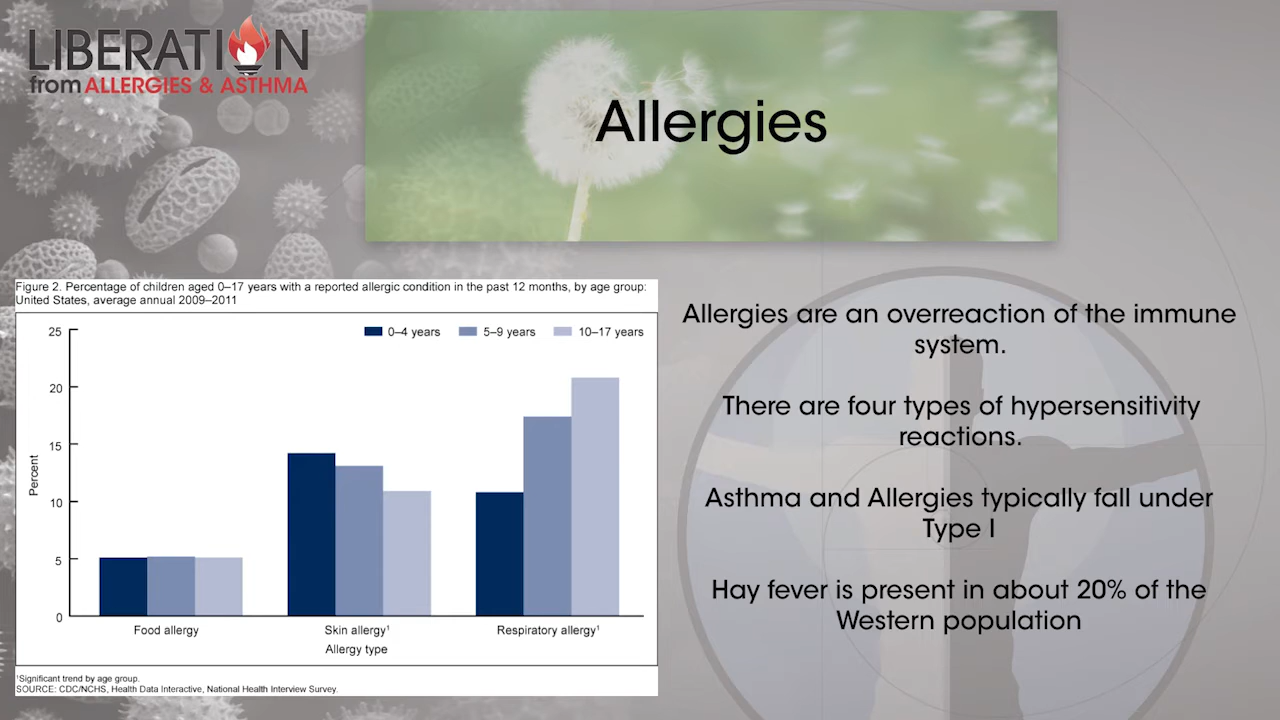 LIBERATION
from ALLERGIES & ASTHMA
Allergies
Figure 2. Percentage of children aged 0–17 years with a reported allergic condition in the past 12 months, by age group:
United States, average annual 2009–2011
25
20
15
10
5
0
Percent
0–4 years
5–9 years
10–17 years
Food allergy
Skin allergy¹
Respiratory allergy¹
Allergy type
¹Significant trend by age group.
SOURCE: CDC/NCHS, Health Data Interactive, National Health Interview Survey.
Allergies are an overreaction of the immune
system.
There are four types of hypersensitivity
reactions.
Asthma and Allergies typically fall under
Type I
Hay fever is present in about 20% of the
Western population